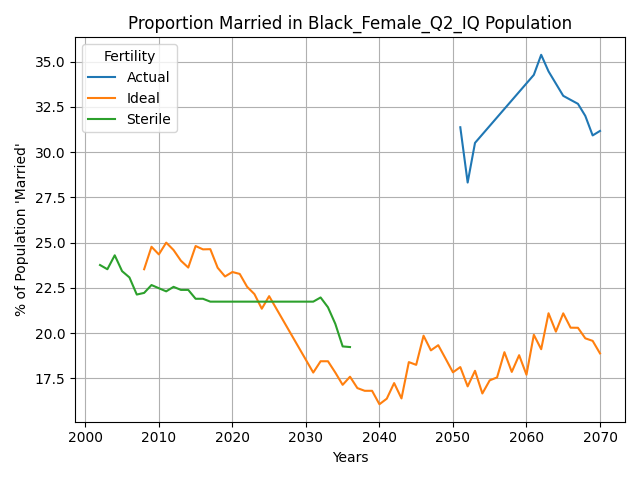 Proportion Married in Black_Female_Q2_IQ Population
% of Population 'Married'
35.0
32.5
30.0
27.5
25.0
22.5
20.0
17.5
Fertility
Actual
Ideal
Sterile
2000 2010 2020 2030 2040 2050 2060 2070
Years